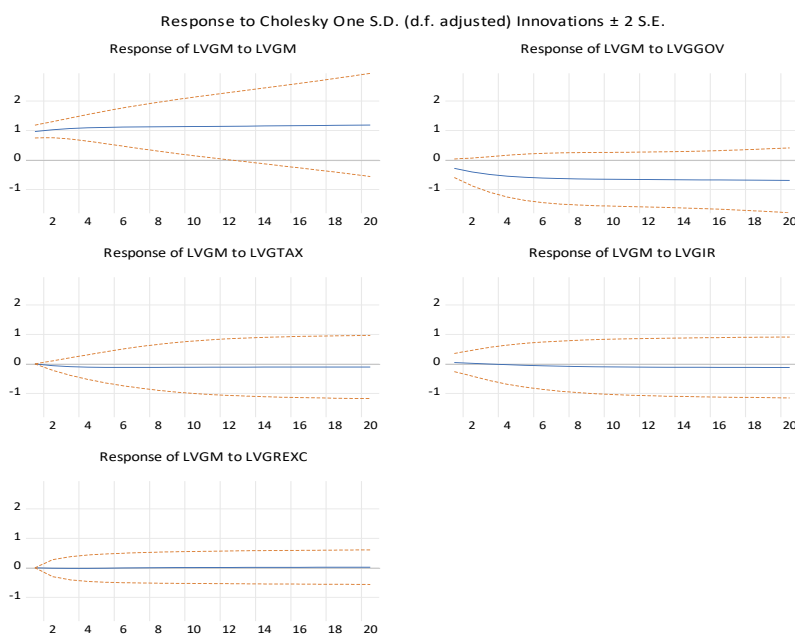 Response to Cholesky One S.D. (d.f. adjusted) Innovations ± 2 S.E.
Response of LVGM to LVGM
2
1
0
-1
2 4 6 8 10 12 14 16 18 20
Response of LVGM to LVGGOV
2
1
0
-1
2 4 6 8 10 12 14 16 18 20
Response of LVGM to LVGTAX
2
1
0
-1
2 4 6 8 10 12 14 16 18 20
Response of LVGM to LVGIR
2
1
0
-1
2 4 6 8 10 12 14 16 18 20
Response of LVGM to LVGREXC
2
1
0
-1
2 4 6 8 10 12 14 16 18 20